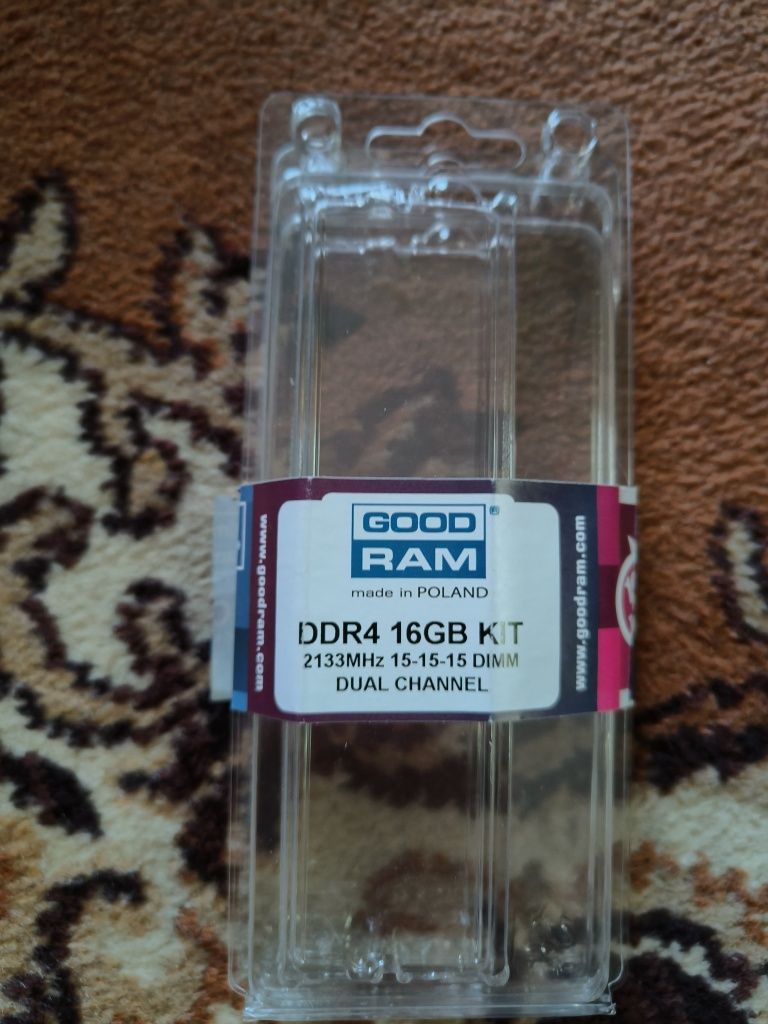 GOOD
RAM
®
made in POLAND
DDR4 16GB KIT
2133MHz 15-15-15 DIMM
DUAL CHANNEL
www.goodram.com
www.goodram.com